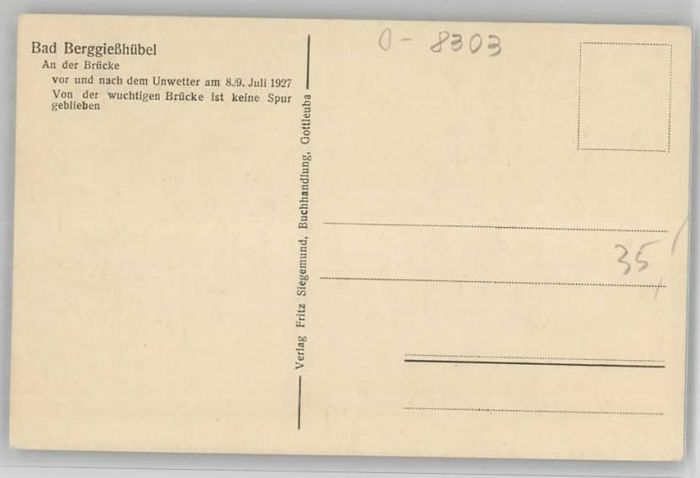 Bad Berggießhübel
An der Brücke
vor und nach dem Unwetter am 8./9. Juli 1927
Von der wuchtigen Brücke ist keine Spur
geblieben
Verlag Fritz Siegemund, Buchhandlung, Gottleuba
0 - 8303
35,